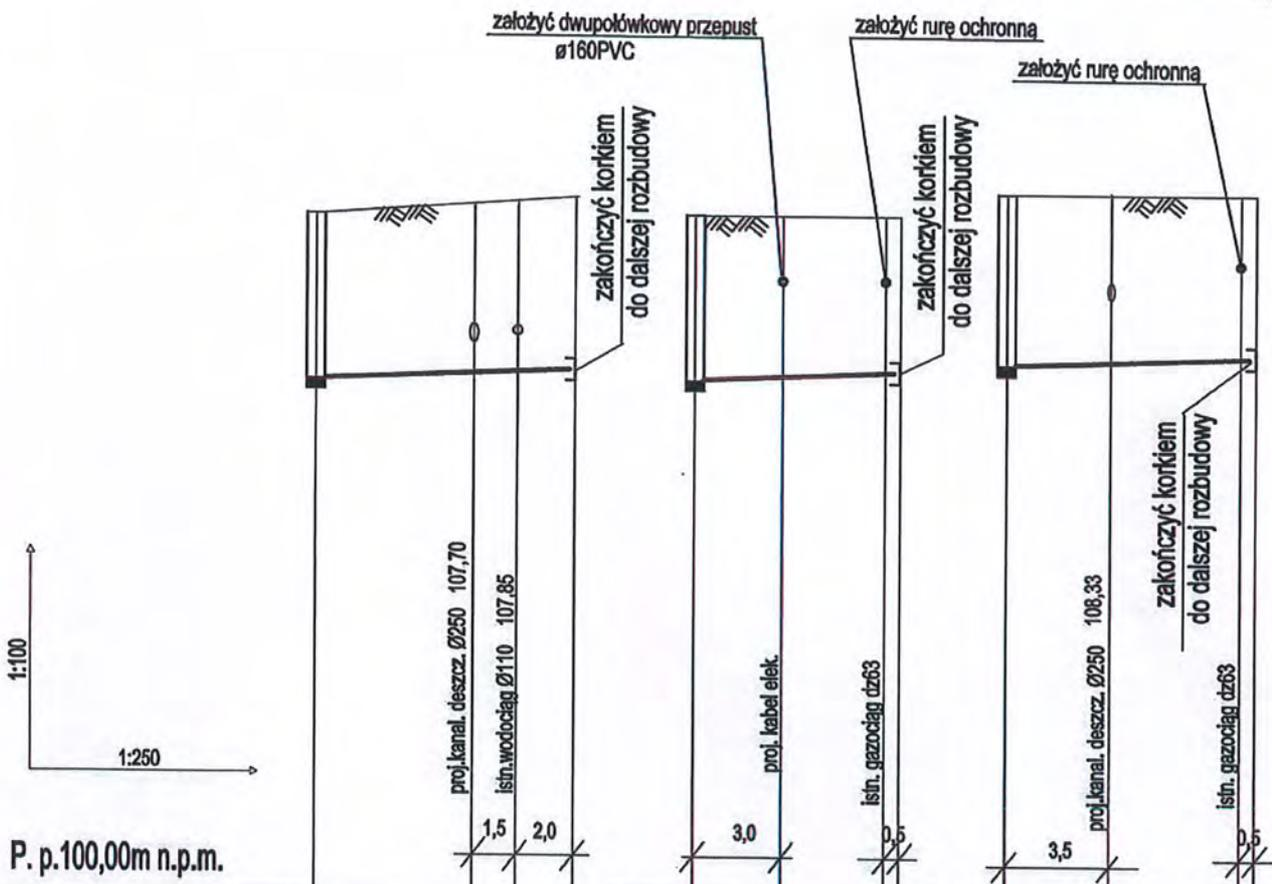 założyć dwupołówkowy przepust
ø160PVC
założyć rurę ochronną
założyć rurę ochronną
zakończyć korkiem
do dalszej rozbudowy
zakończyć korkiem
do dalszej rozbudowy
zakończyć korkiem
do dalszej rozbudowy
proj.kanal. deszcz. Ø250 107,70
istn.wodociąg Ø110 107,85
proj. kabel elek.
istn. gazociąg dz63
proj.kanal. deszcz. Ø250 108,33
istn. gazociąg dz63
1:100
1:250
1,5
2,0
3,0
0,5
3,5
0,5
P. p.100,00m n.p.m.